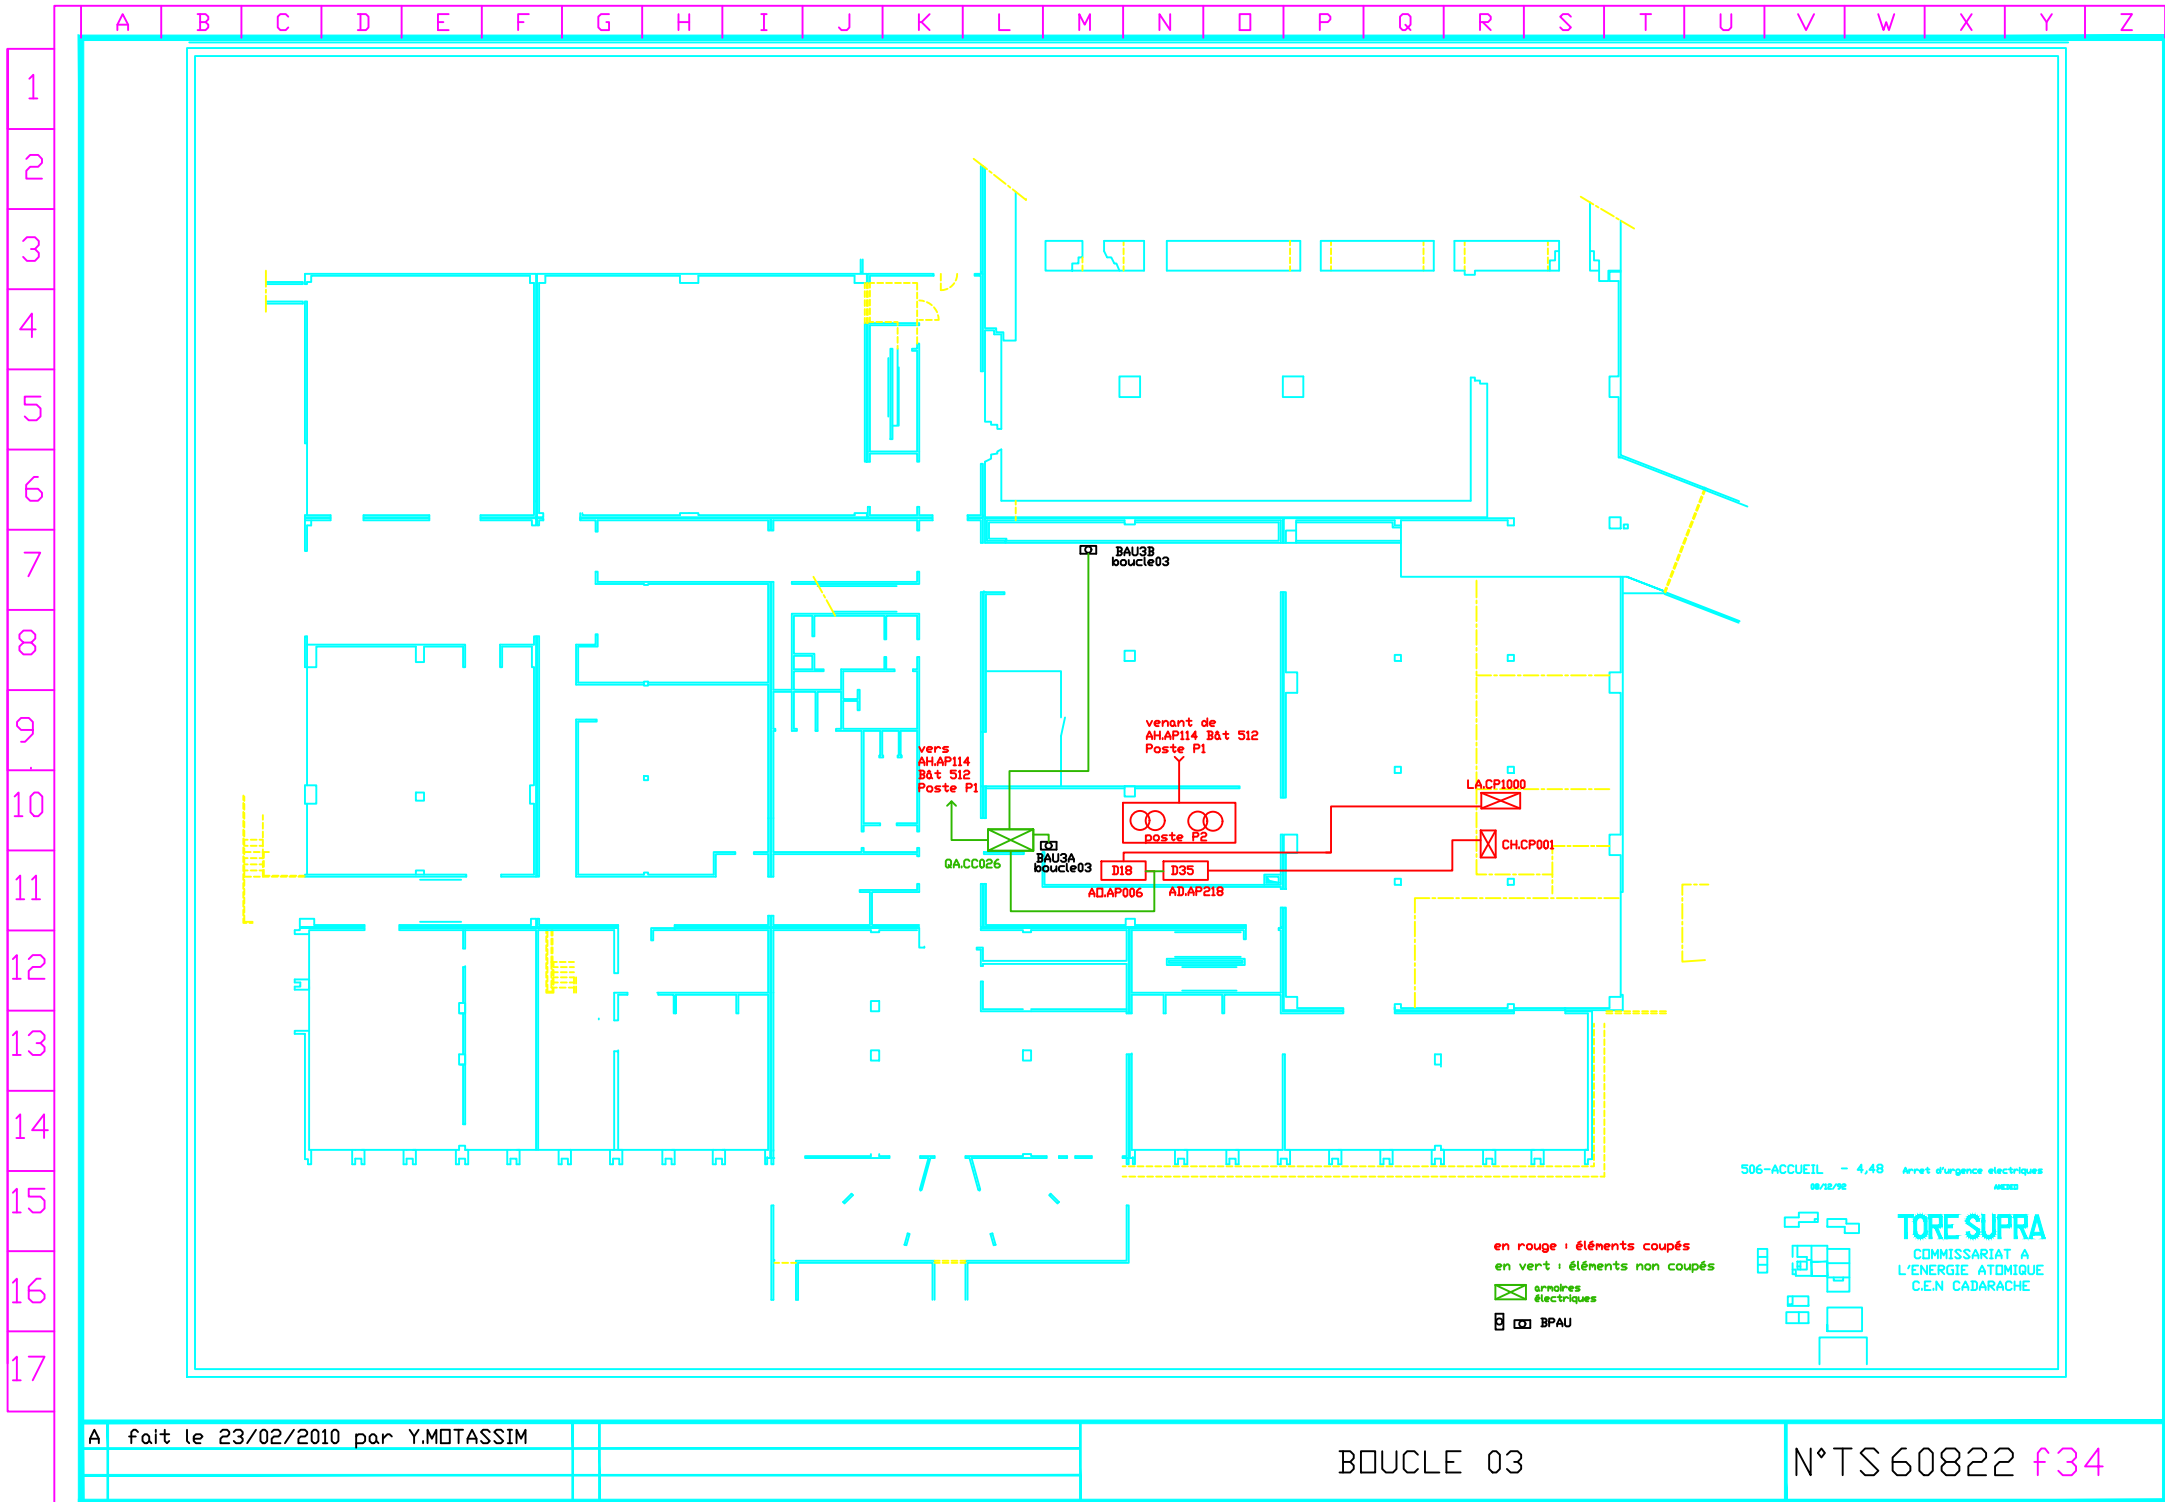 A B C D E F G H I J K L M N O P Q R S T U V W X Y Z
1
2
3
4
5
6
7
8
9
10
11
12
13
14
15
16
17
BAU3B
boucle03
venant de
AH.AP114 Bât 512
Poste P1
vers
AH.AP114
Bât 512
Poste P1
LA.CP1000
poste P2
CH.CP001
BAU3A
boucle03
QA.CC026
D18
D35
AD.AP006
AD.AP218
506-ACCUEIL - 4,48 Arret d'urgence electriques
08/12/92
TORE SUPRA
COMMISSARIAT A
L'ENERGIE ATOMIQUE
C.E.N CADARACHE
en rouge : éléments coupés
en vert : éléments non coupés
armoires
électriques
BPAU
A fait le 23/02/2010 par Y.MOTASSIM
BOUCLE 03
N°TS 60822 f34